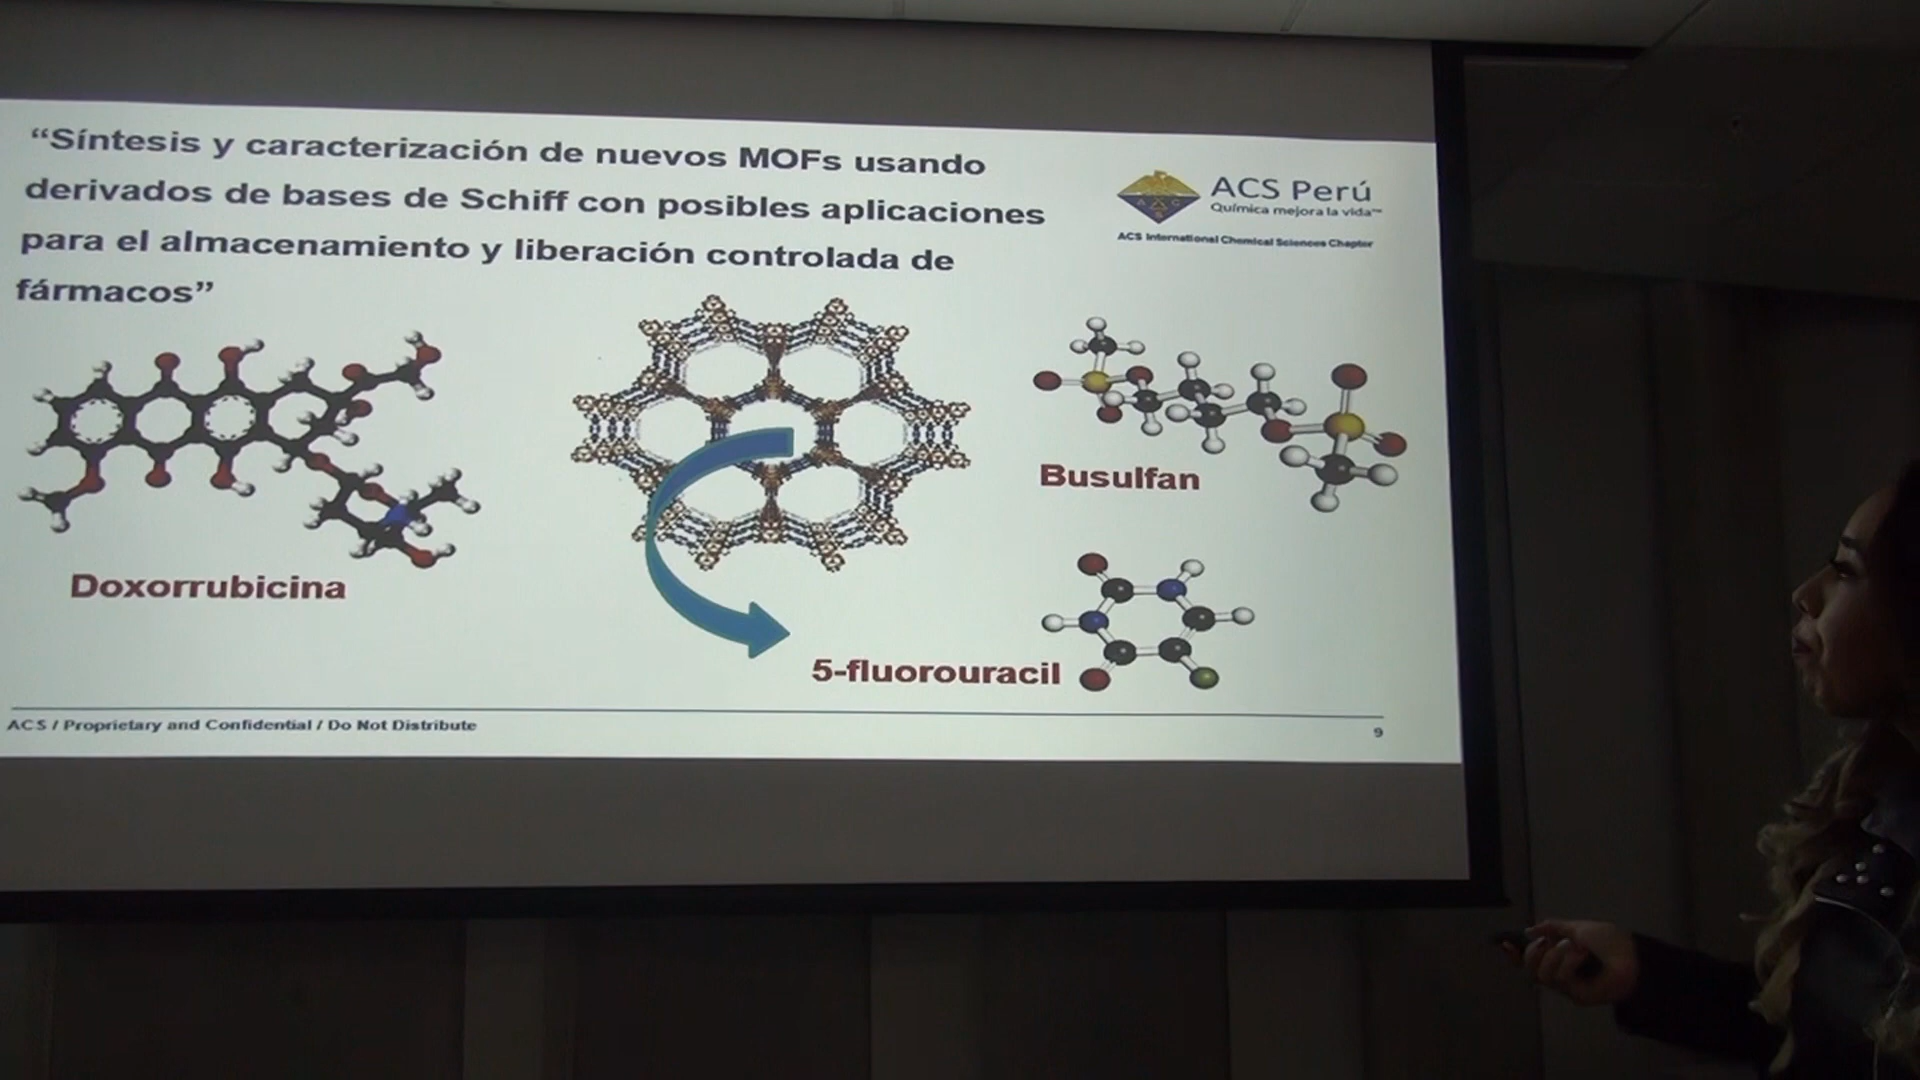 “Síntesis y caracterización de nuevos MOFs usando
derivados de bases de Schiff con posibles aplicaciones
para el almacenamiento y liberación controlada de
fármacos”
ACS Perú
Química mejora la vida™
ACS International Chemical Sciences Chapter
Doxorrubicina
Busulfan
5-fluorouracil
ACS / Proprietary and Confidential / Do Not Distribute
9